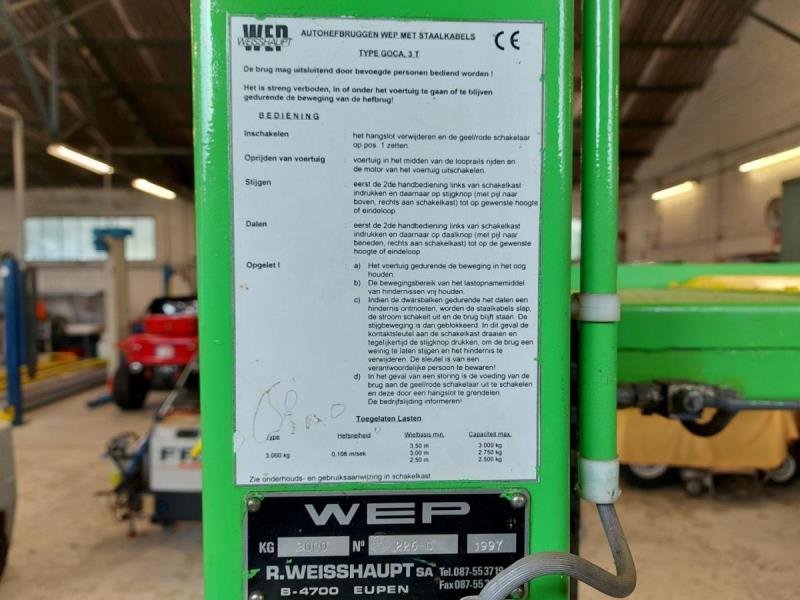 WEP
WEISSHAUPT
AUTOHEFBRUGGEN WEP MET STAALKABELS
CE
TYPE GOCA. 3 T
De brug mag uitsluitend door bevoegde personen bediend worden !
Het is streng verboden, in of onder het voertuig te gaan of te blijven
gedurende de beweging van de hefbrug!
BEDIENING
Inschakelen : het hangslot verwijderen en de geel/rode schakelaar
op pos. 1 zetten.
Oprijden van voertuig : voertuig in het midden van de looprails rijden en
de motor van het voertuig uitschakelen.
Stijgen : eerst de 2de handbediening links van schakelkast
indrukken en daarnaar op stijgknop (met pijl naar
boven, rechts aan schakelkast) tot op gewenste hoogte
of eindeloop.
Dalen : eerst de 2de handbediening links van schakelkast
indrukken en daarnaar op daalknop (met pijl naar
beneden, rechts aan schakelkast) tot op de gewenste
hoogte of eindeloop
Opgelet ! : a) Het voertuig gedurende de beweging in het oog
houden.
b) De bewegingsbereik van het lastopnamemiddel
van hindernissen vrij houden.
c) Indien de dwarsbalken gedurende het dalen een
hindernis ontmoeten, worden de staalkabels slap,
de stroom schakelt uit en de brug blijft staan. De
stijgbeweging is dan geblokkeerd. In dit geval de
kontaktsleutel aan de schakelkast draaien en
tegelijkertijd de stijgknop drukken, om de brug een
weinig te laten stijgen en het hindernis te
verwijderen. De sleutel is van een
verantwoordelijke persoon te bewaren!
d) In het geval van een storing is de voeding van de
brug aan de geel/rode schakelaar uit te schakelen
en deze door een hangslot te grendelen.
De bedrijfsleiding informeren!
Toegelaten Lasten
Type Hefsnelheid Wielbasis min. Capaciteit max.
3,50 m 3.000 kg
3.000 kg 0,106 m/sek 3,00 m 2.750 kg
2,50 m 2.500 kg
Zie onderhouds- en gebruiksaanwijzing in schakelkast
WEP
KG 3000 Nº 226-C 1997
R.WEISSHAUPT SA Tel.087-553719
B-4700 EUPEN Fax 087-55